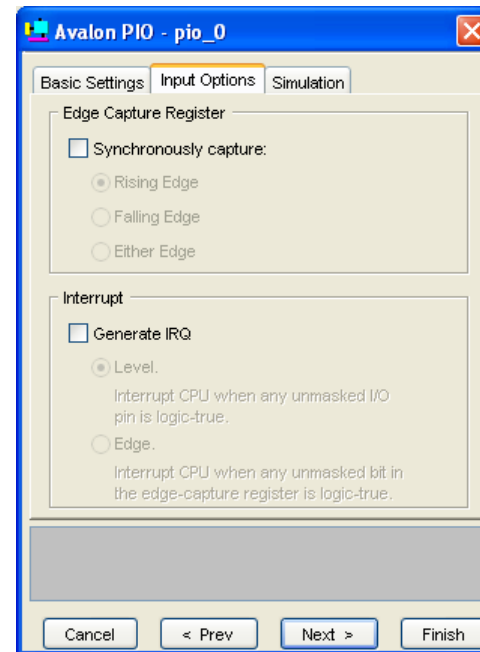 Avalon PIO - pio_0
Basic Settings Input Options Simulation
Edge Capture Register
Synchronously capture:
Rising Edge
Falling Edge
Either Edge
Interrupt
Generate IRQ
Level.
Interrupt CPU when any unmasked I/O
pin is logic-true.
Edge.
Interrupt CPU when any unmasked bit in
the edge-capture register is logic-true.
Cancel < Prev Next > Finish